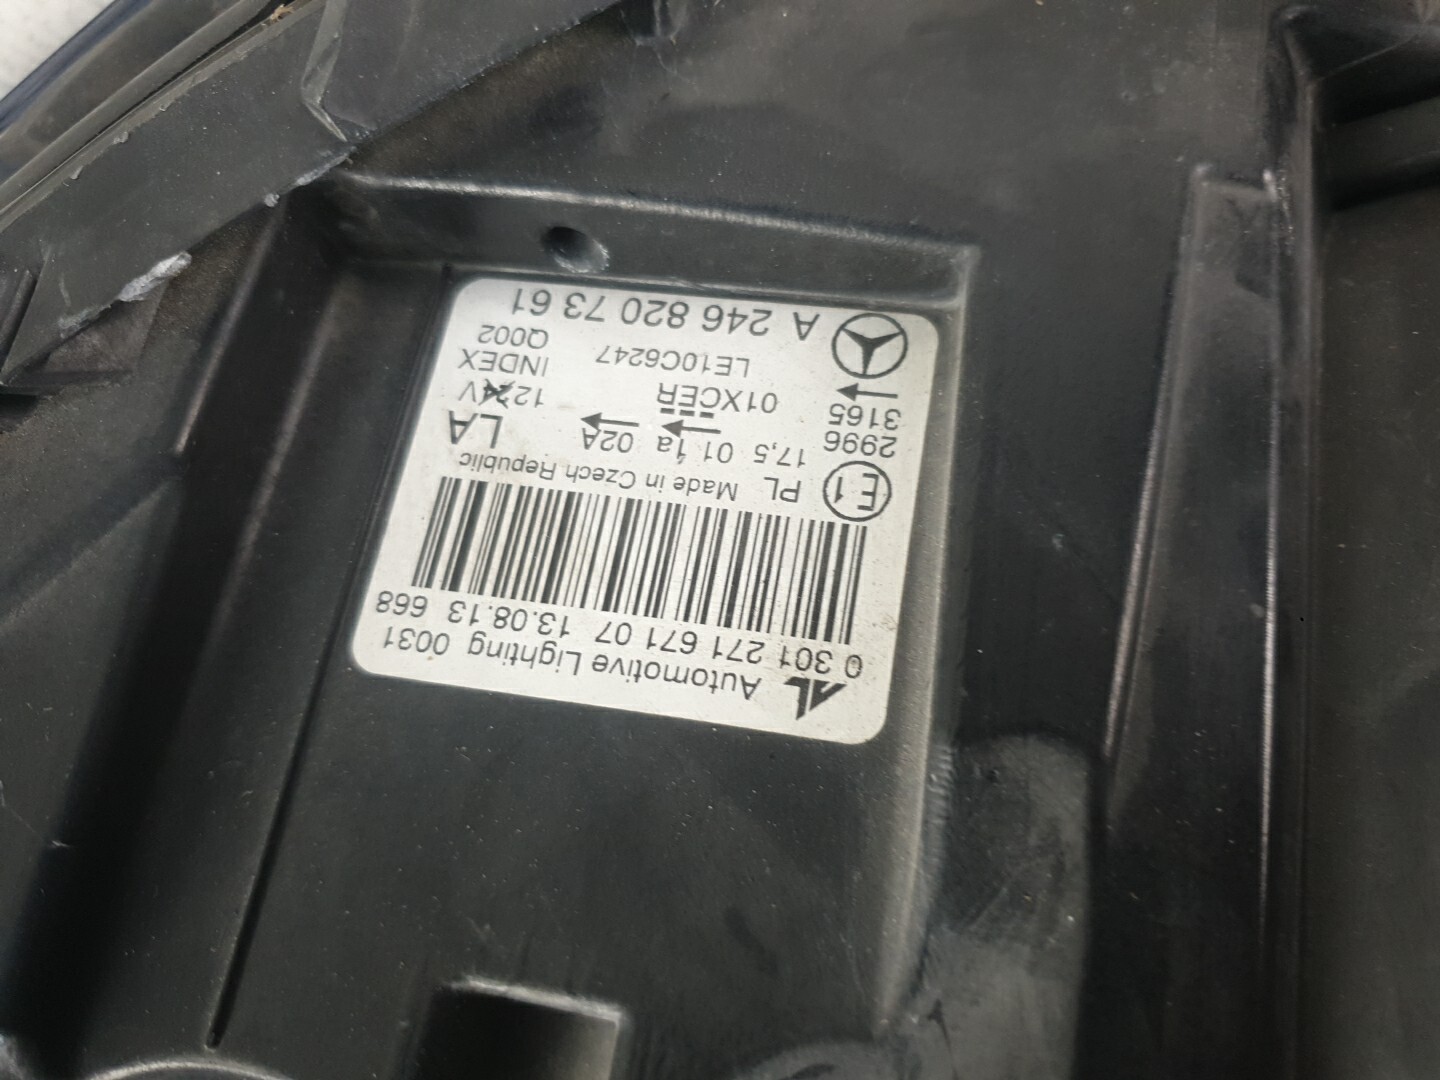 Automotive Lighting 0031
0 301 271 671 07 13.08.13 668
E1 PL Made in Czech Republic
2996 17,5 01 1a 02A LA
3165 01XCER 12 V
LE10C6247 INDEX
Q002
A 246 820 73 61